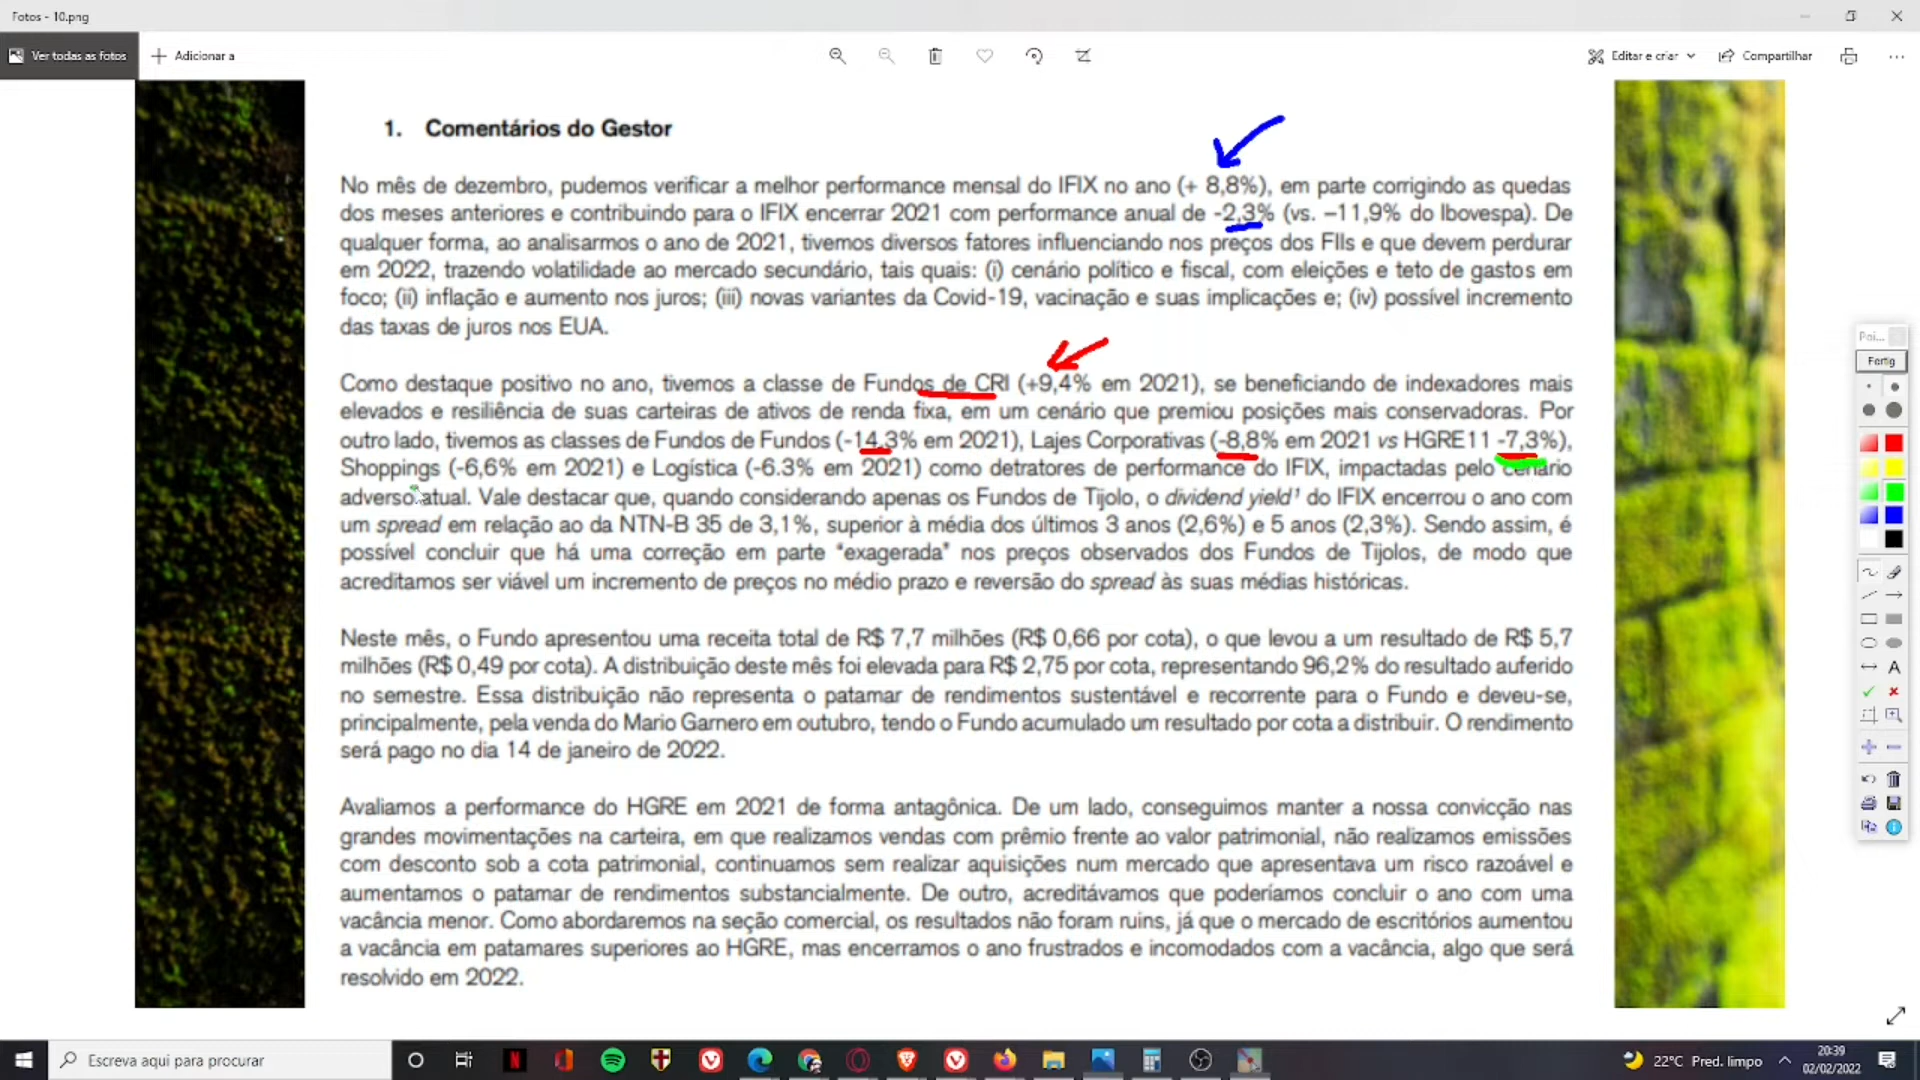 Fotos - 10.png
Ver todas as fotos
Adicionar a
Editar e criar
Compartilhar
1. Comentários do Gestor
No mês de dezembro, pudemos verificar a melhor performance mensal do IFIX no ano (+ 8,8%), em parte corrigindo as quedas
dos meses anteriores e contribuindo para o IFIX encerrar 2021 com performance anual de -2,3% (vs. –11,9% do Ibovespa). De
qualquer forma, ao analisarmos o ano de 2021, tivemos diversos fatores influenciando nos preços dos FIIs e que devem perdurar
em 2022, trazendo volatilidade ao mercado secundário, tais quais: (i) cenário político e fiscal, com eleições e teto de gastos em
foco; (ii) inflação e aumento nos juros; (iii) novas variantes da Covid-19, vacinação e suas implicações e; (iv) possível incremento
das taxas de juros nos EUA.
Como destaque positivo no ano, tivemos a classe de Fundos de CRI (+9,4% em 2021), se beneficiando de indexadores mais
elevados e resiliência de suas carteiras de ativos de renda fixa, em um cenário que premiou posições mais conservadoras. Por
outro lado, tivemos as classes de Fundos de Fundos (-14,3% em 2021), Lajes Corporativas (-8,8% em 2021 vs HGRE11 -7,3%),
Shoppings (-6,6% em 2021) e Logística (-6.3% em 2021) como detratores de performance do IFIX, impactadas pelo cenário
adverso atual. Vale destacar que, quando considerando apenas os Fundos de Tijolo, o dividend yield¹ do IFIX encerrou o ano com
um spread em relação ao da NTN-B 35 de 3,1%, superior à média dos últimos 3 anos (2,6%) e 5 anos (2,3%). Sendo assim, é
possível concluir que há uma correção em parte "exagerada" nos preços observados dos Fundos de Tijolos, de modo que
acreditamos ser viável um incremento de preços no médio prazo e reversão do spread às suas médias históricas.
Neste mês, o Fundo apresentou uma receita total de R$ 7,7 milhões (R$ 0,66 por cota), o que levou a um resultado de R$ 5,7
milhões (R$ 0,49 por cota). A distribuição deste mês foi elevada para R$ 2,75 por cota, representando 96,2% do resultado auferido
no semestre. Essa distribuição não representa o patamar de rendimentos sustentável e recorrente para o Fundo e deveu-se,
principalmente, pela venda do Mario Garnero em outubro, tendo o Fundo acumulado um resultado por cota a distribuir. O rendimento
será pago no dia 14 de janeiro de 2022.
Avaliamos a performance do HGRE em 2021 de forma antagônica. De um lado, conseguimos manter a nossa convicção nas
grandes movimentações na carteira, em que realizamos vendas com prêmio frente ao valor patrimonial, não realizamos emissões
com desconto sob a cota patrimonial, continuamos sem realizar aquisições num mercado que apresentava um risco razoável e
aumentamos o patamar de rendimentos substancialmente. De outro, acreditávamos que poderíamos concluir o ano com uma
vacância menor. Como abordaremos na seção comercial, os resultados não foram ruins, já que o mercado de escritórios aumentou
a vacância em patamares superiores ao HGRE, mas encerramos o ano frustrados e incomodados com a vacância, algo que será
resolvido em 2022.
Poi...
Fertig
A
Escreva aqui para procurar
22°C Pred. limpo
20:39
02/02/2022